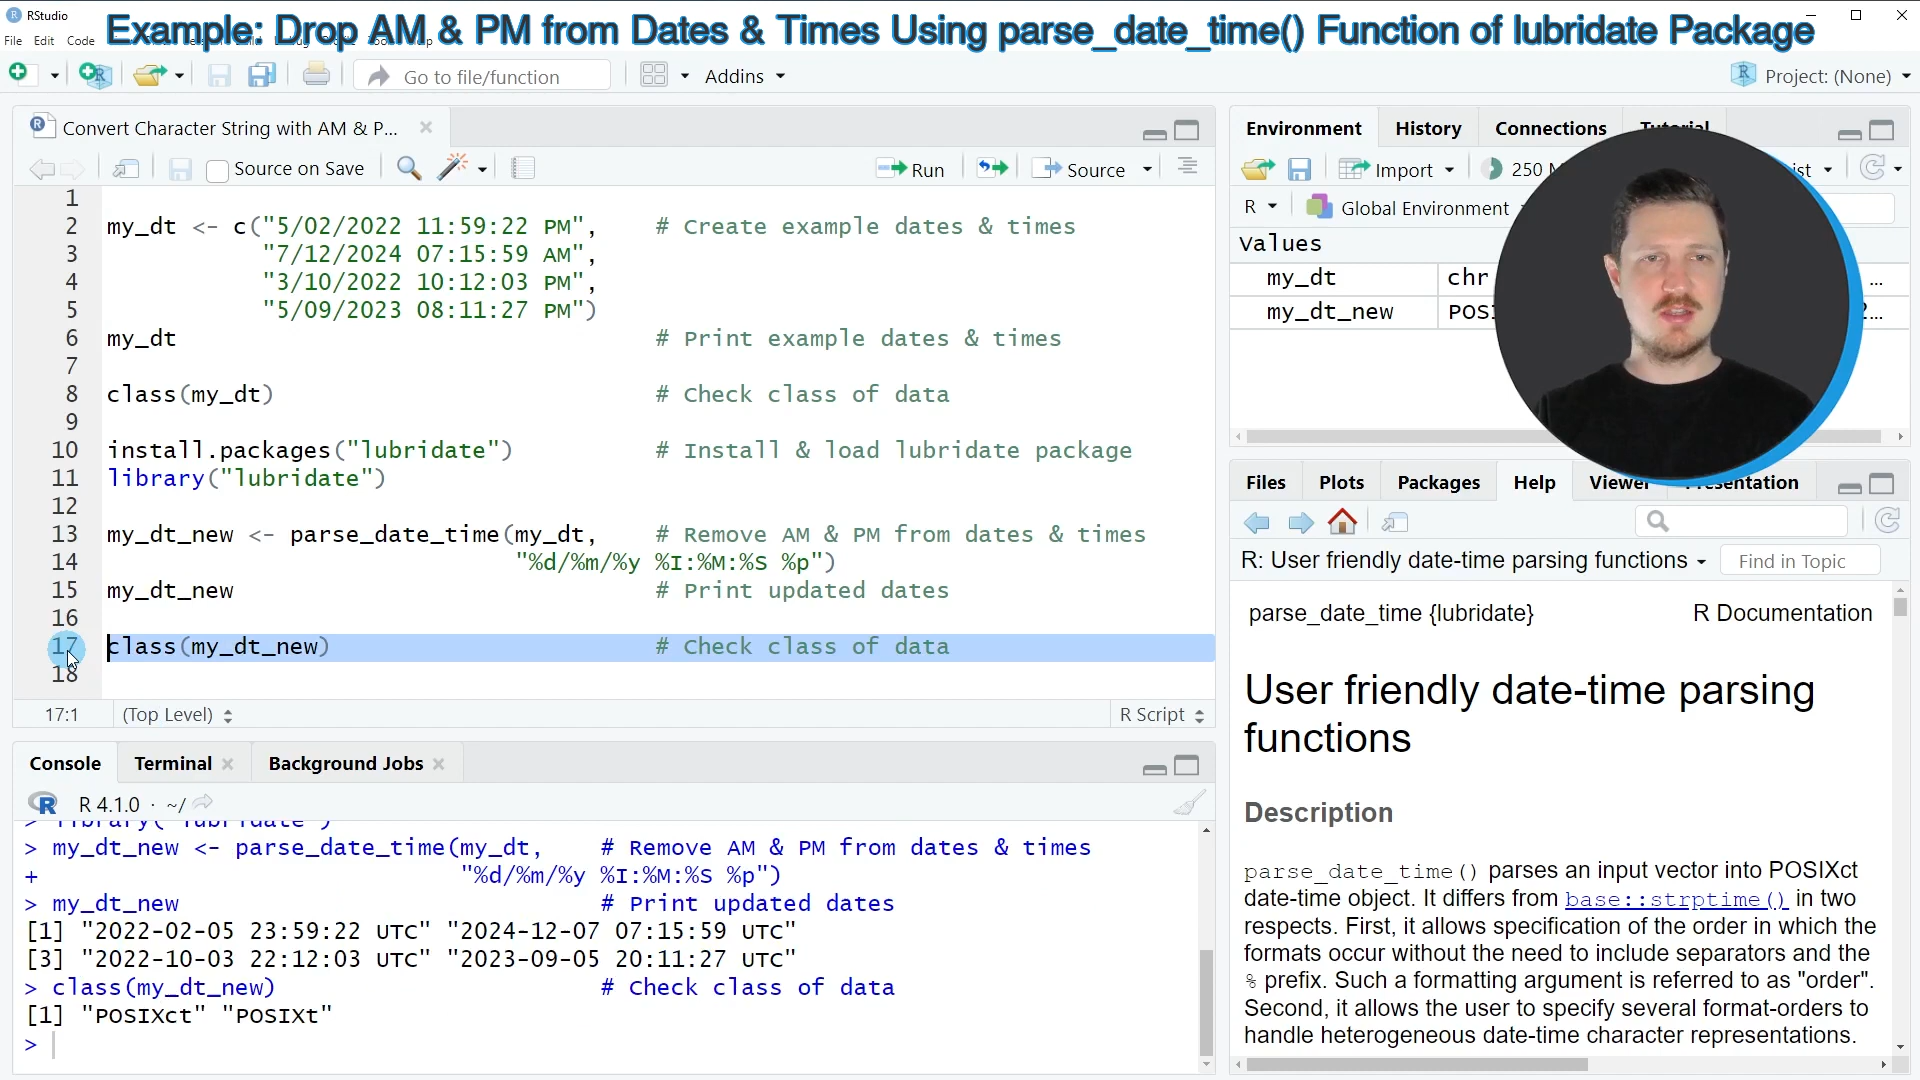 RStudio
Example: Drop AM & PM from Dates & Times Using parse_date_time() Function of lubridate Package
File Edit Code
Go to file/function
Addins
Project: (None)
Convert Character String with AM & P...
Source on Save
Run
Source
1
2 my_dt <- c("5/02/2022 11:59:22 PM", # Create example dates & times
3 "7/12/2024 07:15:59 AM",
4 "3/10/2022 10:12:03 PM",
5 "5/09/2023 08:11:27 PM")
6 my_dt # Print example dates & times
7
8 class(my_dt) # Check class of data
9
10 install.packages("lubridate") # Install & load lubridate package
11 library("lubridate")
12
13 my_dt_new <- parse_date_time(my_dt, # Remove AM & PM from dates & times
14 "%d/%m/%y %I:%M:%S %p")
15 my_dt_new # Print updated dates
16
17 class(my_dt_new) # Check class of data
18
17:1 (Top Level) R Script
Console Terminal Background Jobs
R 4.1.0 · ~/
> library("lubridate")
> my_dt_new <- parse_date_time(my_dt, # Remove AM & PM from dates & times
+ "%d/%m/%y %I:%M:%S %p")
> my_dt_new # Print updated dates
[1] "2022-02-05 23:59:22 UTC" "2024-12-07 07:15:59 UTC"
[3] "2022-10-03 22:12:03 UTC" "2023-09-05 20:11:27 UTC"
> class(my_dt_new) # Check class of data
[1] "POSIXct" "POSIXt"
>
Environment History Connections Tutorial
Import 250
R Global Environment
Values
my_dt chr ...
my_dt_new
Files Plots Packages Help Viewer Presentation
R: User friendly date-time parsing functions Find in Topic
parse_date_time {lubridate} R Documentation
User friendly date-time parsing
functions
Description
parse_date_time() parses an input vector into POSIXct
date-time object. It differs from base::strptime() in two
respects. First, it allows specification of the order in which the
formats occur without the need to include separators and the
% prefix. Such a formatting argument is referred to as "order".
Second, it allows the user to specify several format-orders to
handle heterogeneous date-time character representations.